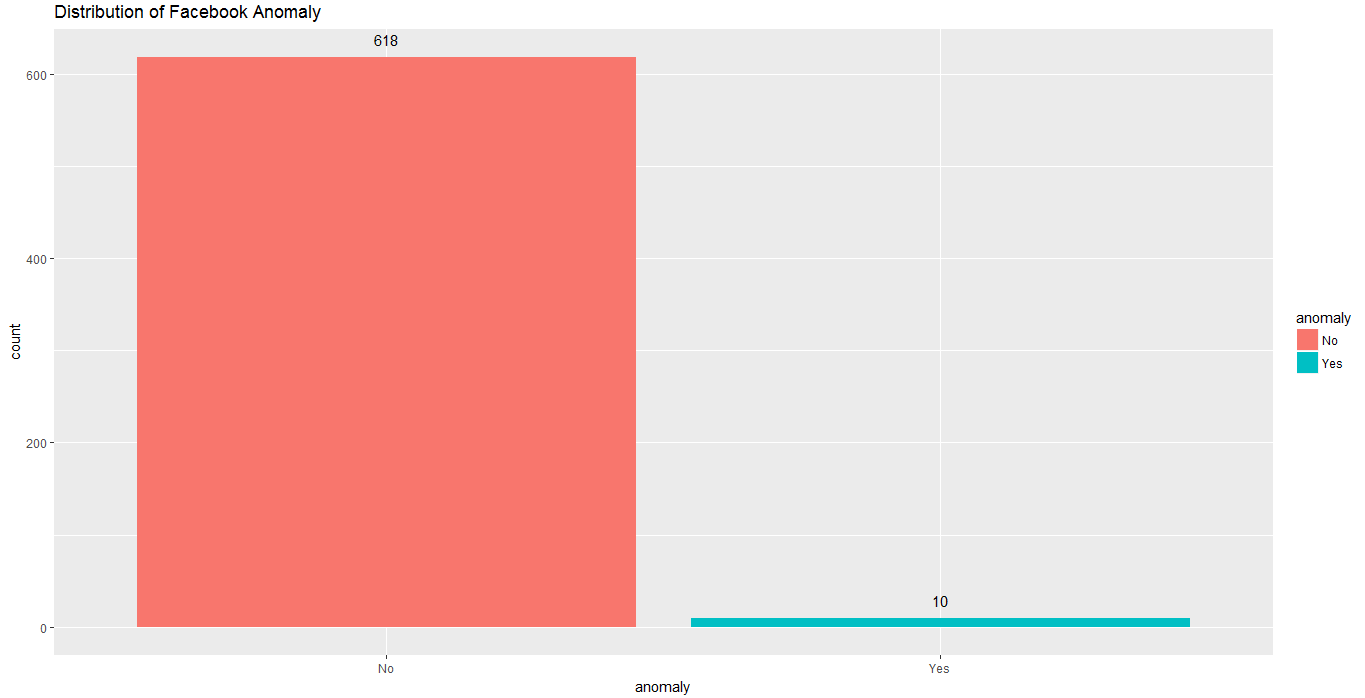 Distribution of Facebook Anomaly
618
600
400
count
200
10
0
No
Yes
anomaly
anomaly
No
Yes